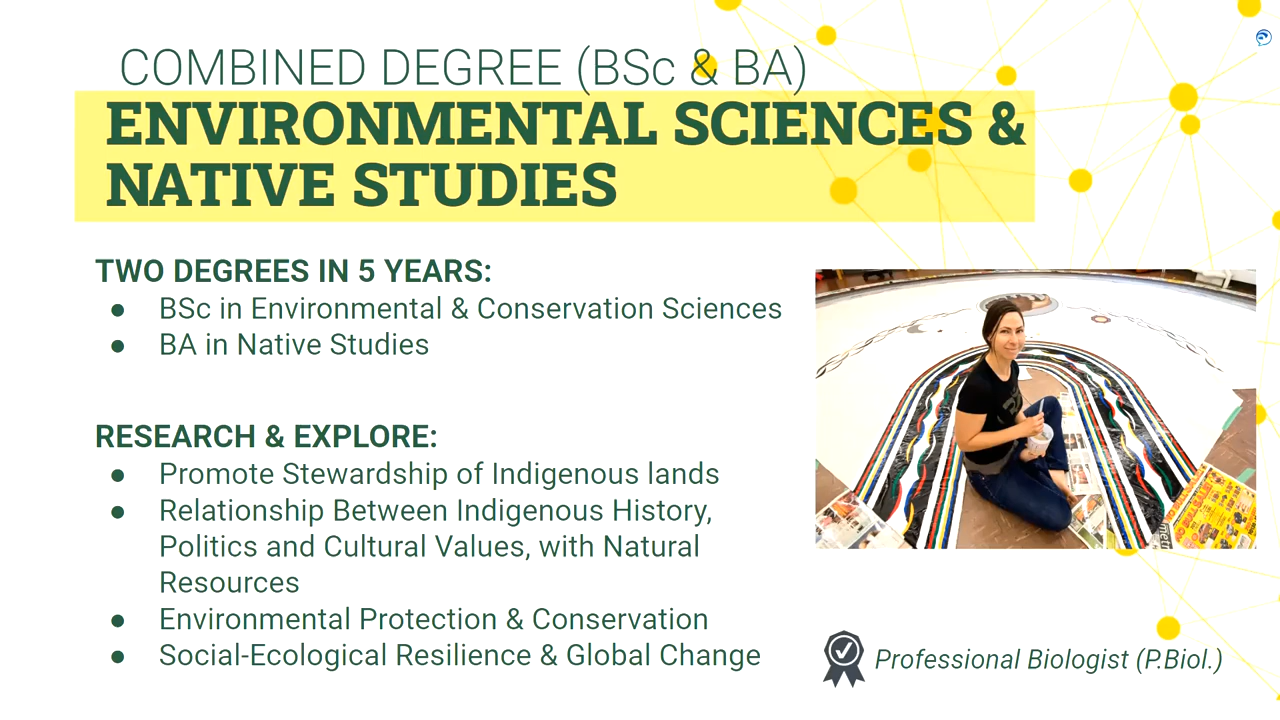 COMBINED DEGREE (BSc & BA)
ENVIRONMENTAL SCIENCES &
NATIVE STUDIES
TWO DEGREES IN 5 YEARS:
● BSc in Environmental & Conservation Sciences
● BA in Native Studies
RESEARCH & EXPLORE:
● Promote Stewardship of Indigenous lands
● Relationship Between Indigenous History,
Politics and Cultural Values, with Natural
Resources
● Environmental Protection & Conservation
● Social-Ecological Resilience & Global Change
Professional Biologist (P.Biol.)